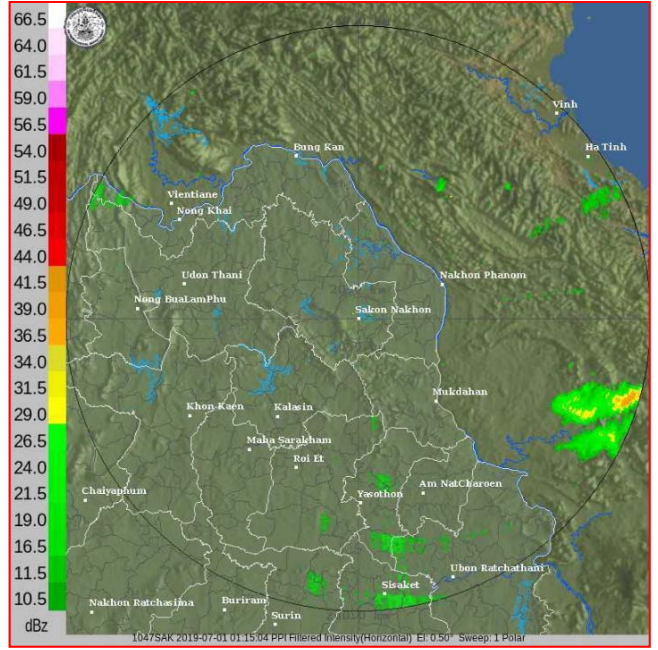 66.5
64.0
61.5
59.0
56.5
54.0
51.5
49.0
46.5
44.0
41.5
39.0
36.5
34.0
31.5
29.0
26.5
24.0
21.5
19.0
16.5
11.5
10.5
dBz
Vinh
Bung Kan
Ha Tinh
Vientiane
Nong Khai
Udon Thani
Nakhon Phanom
Nong BuaLamPhu
Sakon Nakhon
Mukdahan
Khon Kaen
Kalasin
Maha Sarakham
Roi Et
Am NatCharoen
Chaiyaphum
Yasothon
Ubon Ratchathani
Sisaket
Nakhon Ratchasima
Buriram
Surin
1047SAK 2019-07-01 01:15:04 PPI Filtered Intensity(Horizontal) El: 0.50° Sweep: 1 Polar